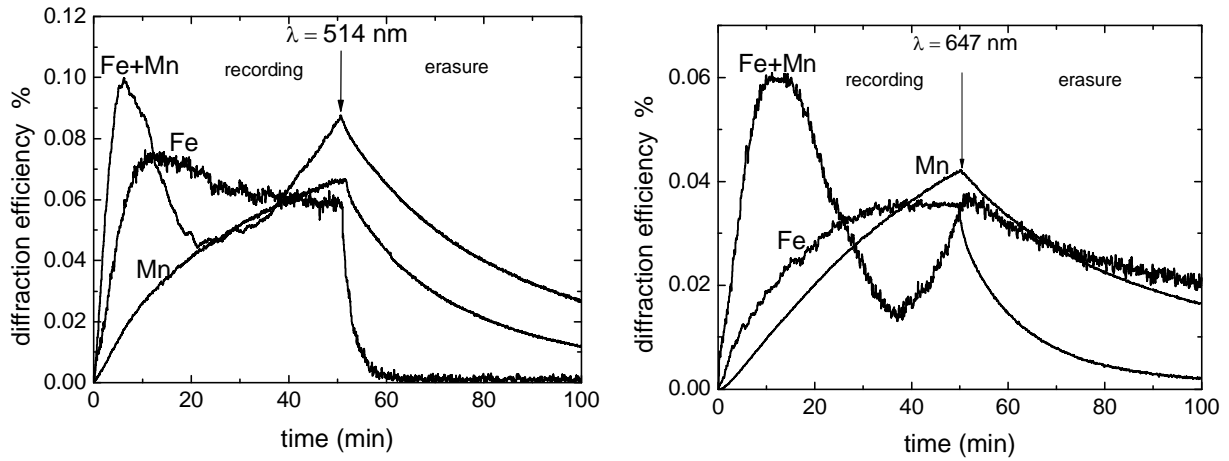 λ = 514 nm
Fe+Mn
recording
erasure
Fe
Mn
diffraction efficiency %
0.12
0.10
0.08
0.06
0.04
0.02
0.00
0 20 40 60 80 100
time (min)
λ = 647 nm
Fe+Mn
recording
erasure
Mn
Fe
diffraction efficiency %
0.06
0.04
0.02
0.00
0 20 40 60 80 100
time (min)